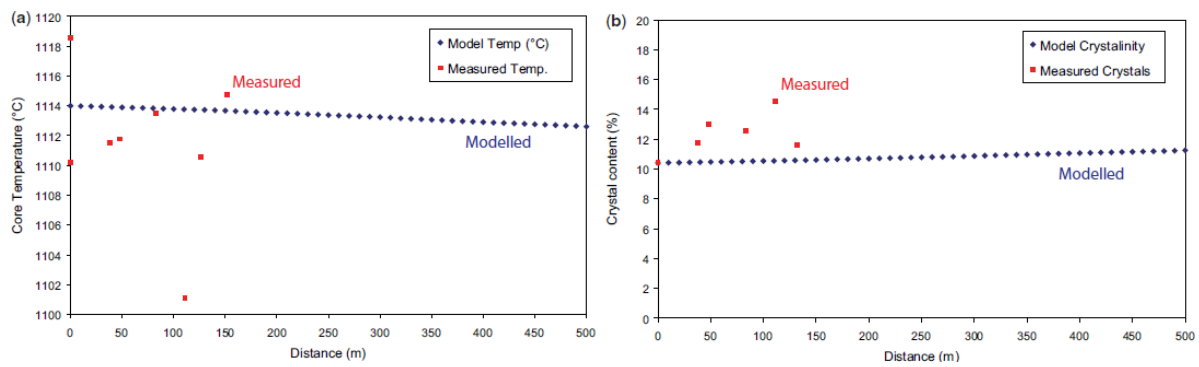 (a)
1120
1118
1116
1114
1112
1110
1108
1106
1104
1102
1100
Core Temperature (°C)
0 50 100 150 200 250 300 350 400 450 500
Distance (m)
Model Temp (°C)
Measured Temp.
Measured
Modelled
(b)
20
18
16
14
12
10
8
6
4
2
0
Crystal content (%)
0 50 100 150 200 250 300 350 400 450 500
Distance (m)
Model Crystalinity
Measured Crystals
Measured
Modelled